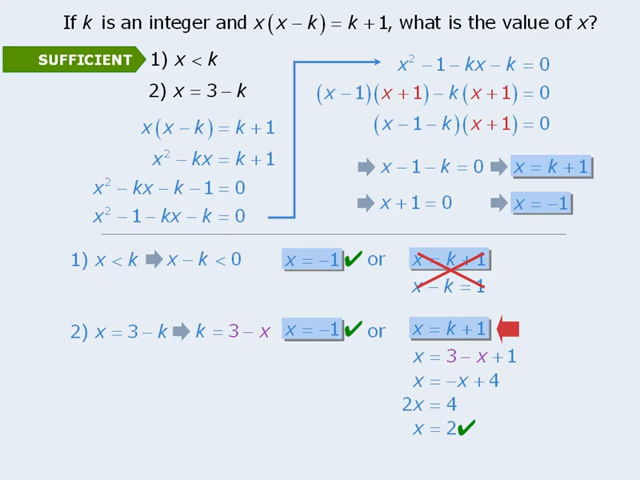 If k is an integer and x(x – k) = k + 1, what is the value of x?
SUFFICIENT
1) x < k
2) x = 3 – k
x(x – k) = k + 1
x² – kx = k + 1
x² – kx – k – 1 = 0
x² – 1 – kx – k = 0
x² – 1 – kx – k = 0
(x – 1)(x + 1) – k(x + 1) = 0
(x – 1 – k)(x + 1) = 0
x – 1 – k = 0 x = k + 1
x + 1 = 0 x = –1
1) x < k x – k < 0 x = –1 ✓ or x = k + 1
x – k = 1
2) x = 3 – k k = 3 – x x = –1 ✓ or x = k + 1
x = 3 – x + 1
x = –x + 4
2x = 4
x = 2 ✓